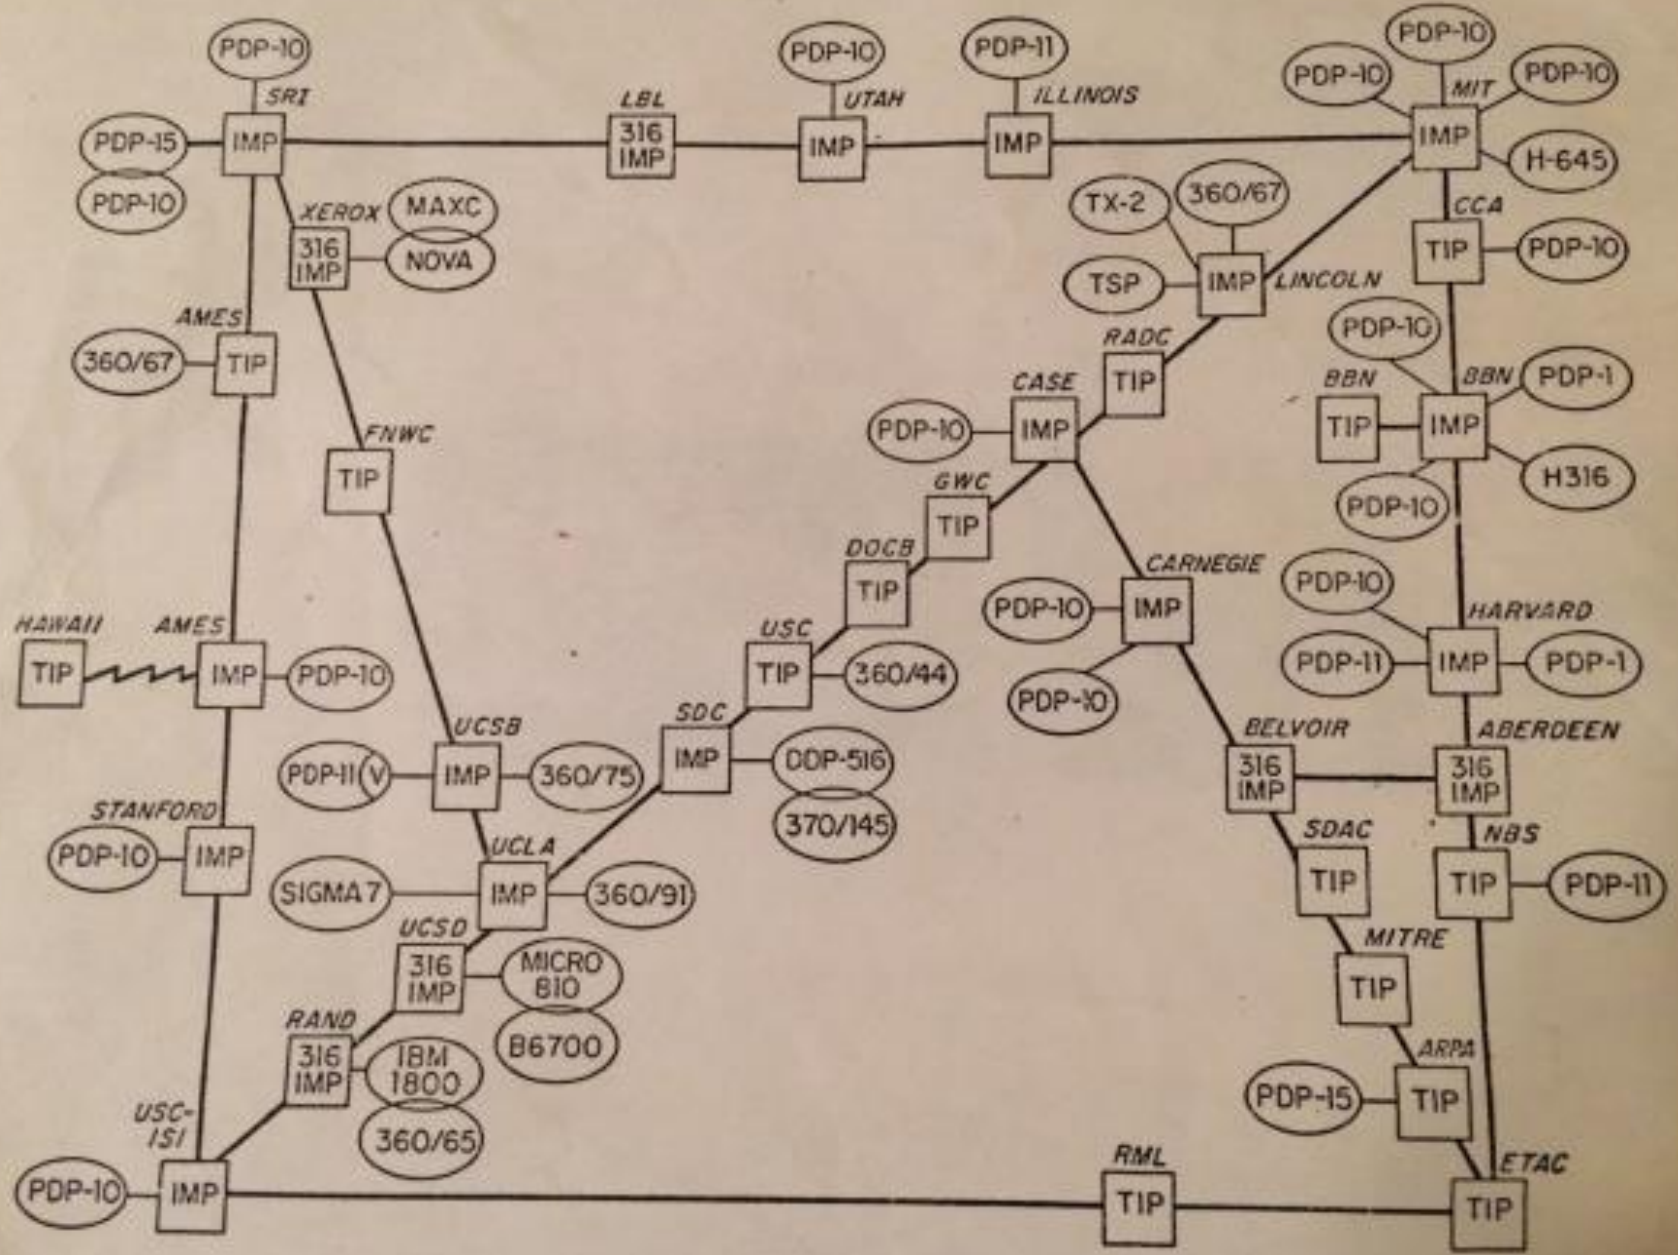 PDP-10
SRI
PDP-15
IMP
PDP-10
LBL
316
IMP
PDP-10
UTAH
IMP
PDP-11
ILLINOIS
IMP
PDP-10
PDP-10
PDP-10
MIT
IMP
H-645
XEROX
MAXC
316
IMP
NOVA
TX-2
360/67
TSP
IMP
LINCOLN
CCA
TIP
PDP-10
AMES
360/67
TIP
RADC
TIP
PDP-10
BBN
TIP
BBN
IMP
PDP-1
PDP-10
H316
CASE
PDP-10
IMP
FNWC
TIP
GWC
TIP
DOCB
TIP
CARNEGIE
PDP-10
IMP
PDP-10
PDP-10
HARVARD
PDP-11
IMP
PDP-1
HAWAII
TIP
AMES
IMP
PDP-10
USC
TIP
360/44
UCSB
PDP-11
V
IMP
360/75
SDC
IMP
DDP-516
370/145
BELVOIR
316
IMP
ABERDEEN
316
IMP
STANFORD
PDP-10
IMP
UCLA
SIGMA 7
IMP
360/91
SDAC
TIP
NBS
TIP
PDP-11
UCSD
316
IMP
MICRO
810
B6700
MITRE
TIP
RAND
316
IMP
IBM
1800
360/65
ARPA
PDP-15
TIP
USC-
ISI
PDP-10
IMP
RML
TIP
ETAC
TIP